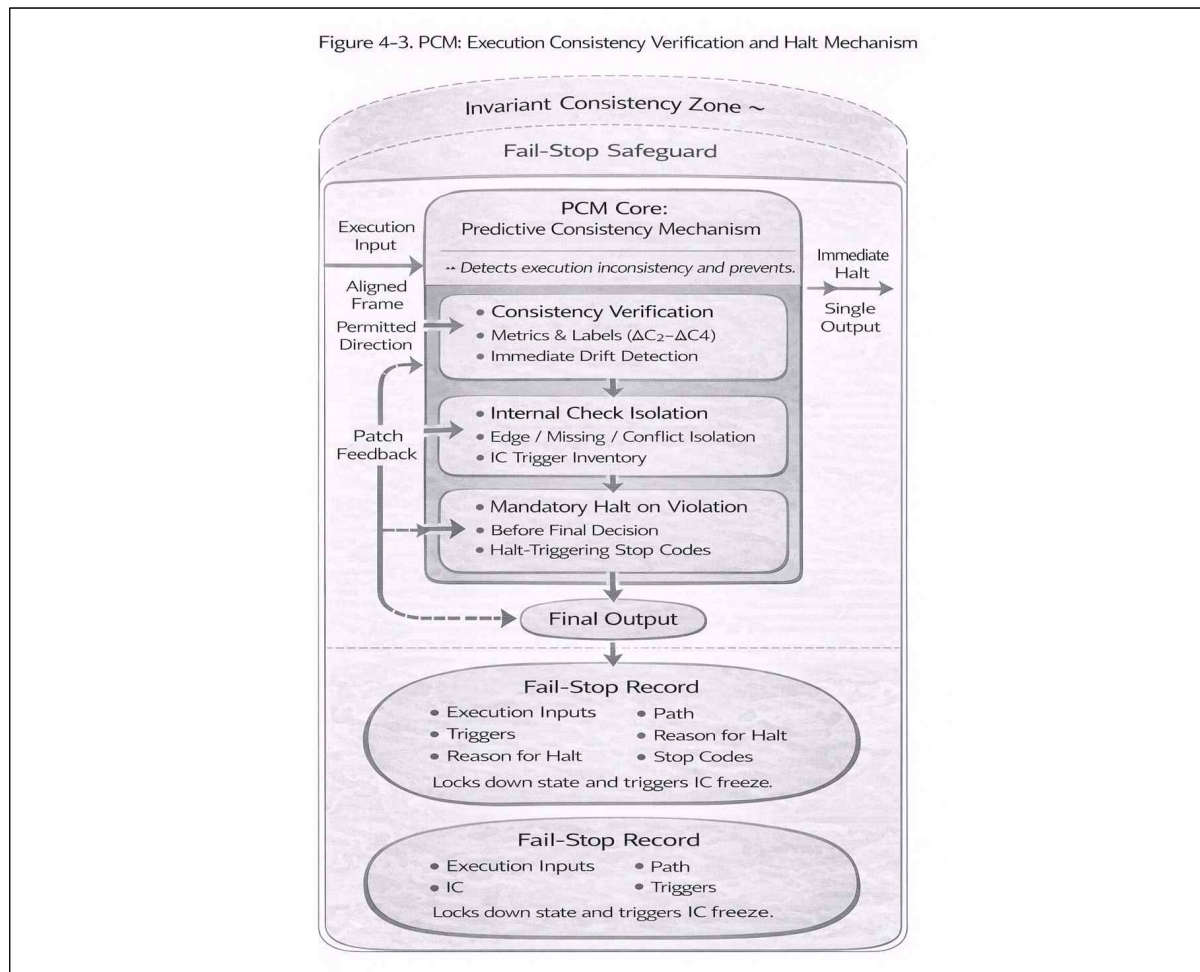 Figure 4-3. PCM: Execution Consistency Verification and Halt Mechanism
Invariant Consistency Zone ~
Fail-Stop Safeguard
PCM Core:
Predictive Consistency Mechanism
•• Detects execution inconsistency and prevents.
Execution
Input
Aligned
Frame
Permitted
Direction
Immediate
Halt
Single
Output
• Consistency Verification
• Metrics & Labels (ΔC₂–ΔC4)
• Immediate Drift Detection
• Internal Check Isolation
• Edge / Missing / Conflict Isolation
• IC Trigger Inventory
Patch
Feedback
• Mandatory Halt on Violation
• Before Final Decision
• Halt-Triggering Stop Codes
Final Output
Fail-Stop Record
• Execution Inputs • Path
• Triggers • Reason for Halt
• Reason for Halt • Stop Codes
Locks down state and triggers IC freeze.
Fail-Stop Record
• Execution Inputs • Path
• IC • Triggers
Locks down state and triggers IC freeze.